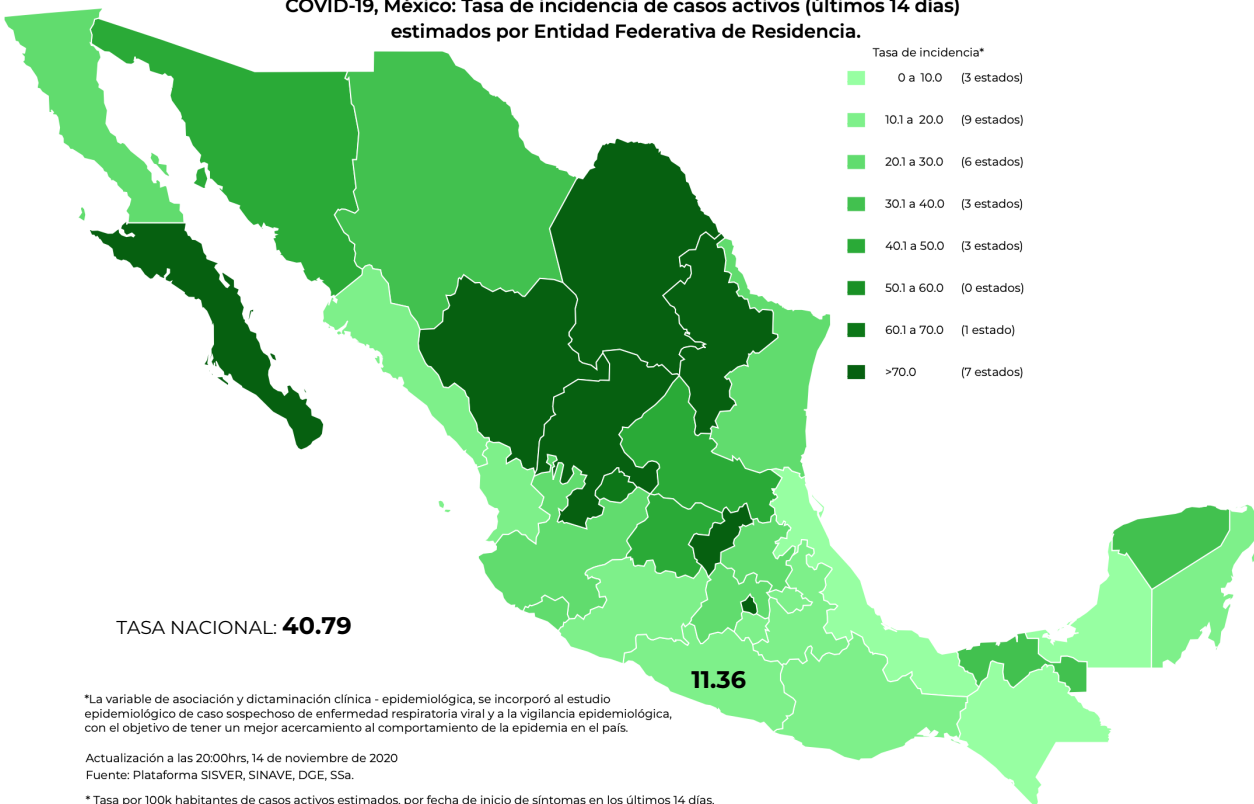 COVID-19, México: Tasa de incidencia de casos activos (últimos 14 días)
estimados por Entidad Federativa de Residencia.
Tasa de incidencia*
0 a 10.0 (3 estados)
10.1 a 20.0 (9 estados)
20.1 a 30.0 (6 estados)
30.1 a 40.0 (3 estados)
40.1 a 50.0 (3 estados)
50.1 a 60.0 (0 estados)
60.1 a 70.0 (1 estado)
>70.0 (7 estados)
TASA NACIONAL: 40.79
11.36
*La variable de asociación y dictaminación clínica - epidemiológica, se incorporó al estudio
epidemiológico de caso sospechoso de enfermedad respiratoria viral y a la vigilancia epidemiológica,
con el objetivo de tener un mejor acercamiento al comportamiento de la epidemia en el país.
Actualización a las 20:00hrs, 14 de noviembre de 2020
Fuente: Plataforma SISVER, SINAVE, DGE, SSa.
* Tasa por 100k habitantes de casos activos estimados, por fecha de inicio de síntomas en los últimos 14 días.